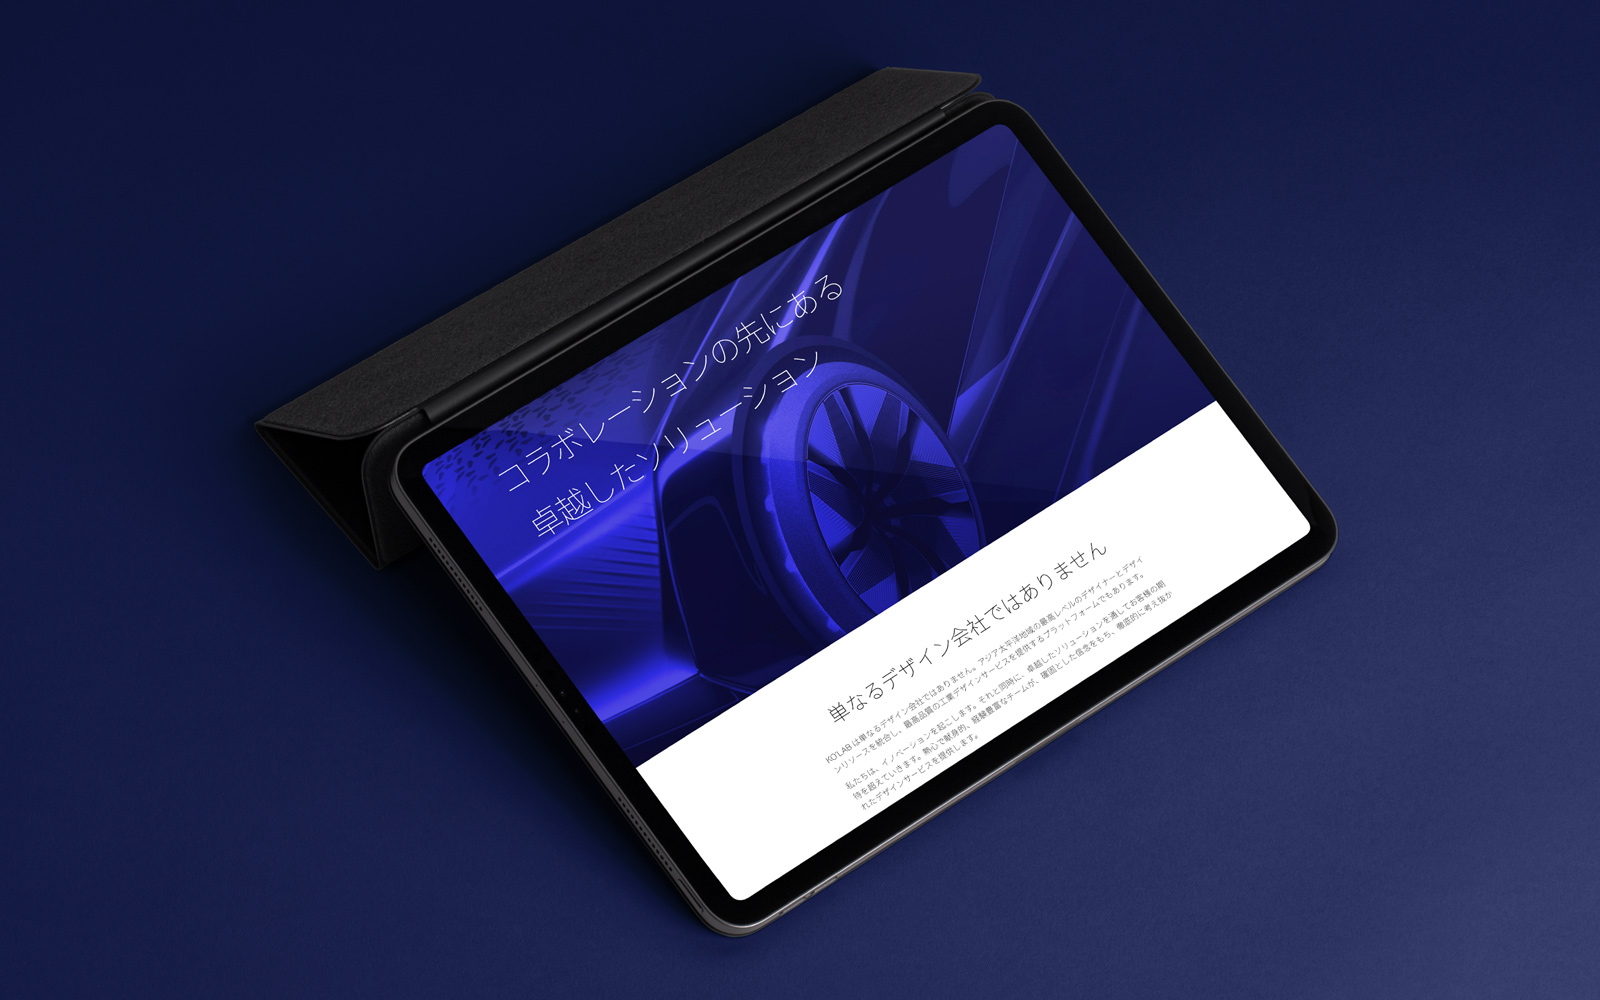 コラボレーションの先にある
卓越したソリューション
単なるデザイン会社ではありません
KO'LAB は単なるデザイン会社ではありません。アジア太平洋地域の最高レベルのデザイナーとデザイ
ンリソースを統合し、最高品質の工業デザインサービスを提供するプラットフォームでもあります。
私たちは、イノベーションを起こします。それと同時に、卓越したソリューションを通してお客様の期
待を超えていきます。熱心で献身的、経験豊富なチームが、確固とした信念をもち、徹底的に考え抜か
れたデザインサービスを提供します。